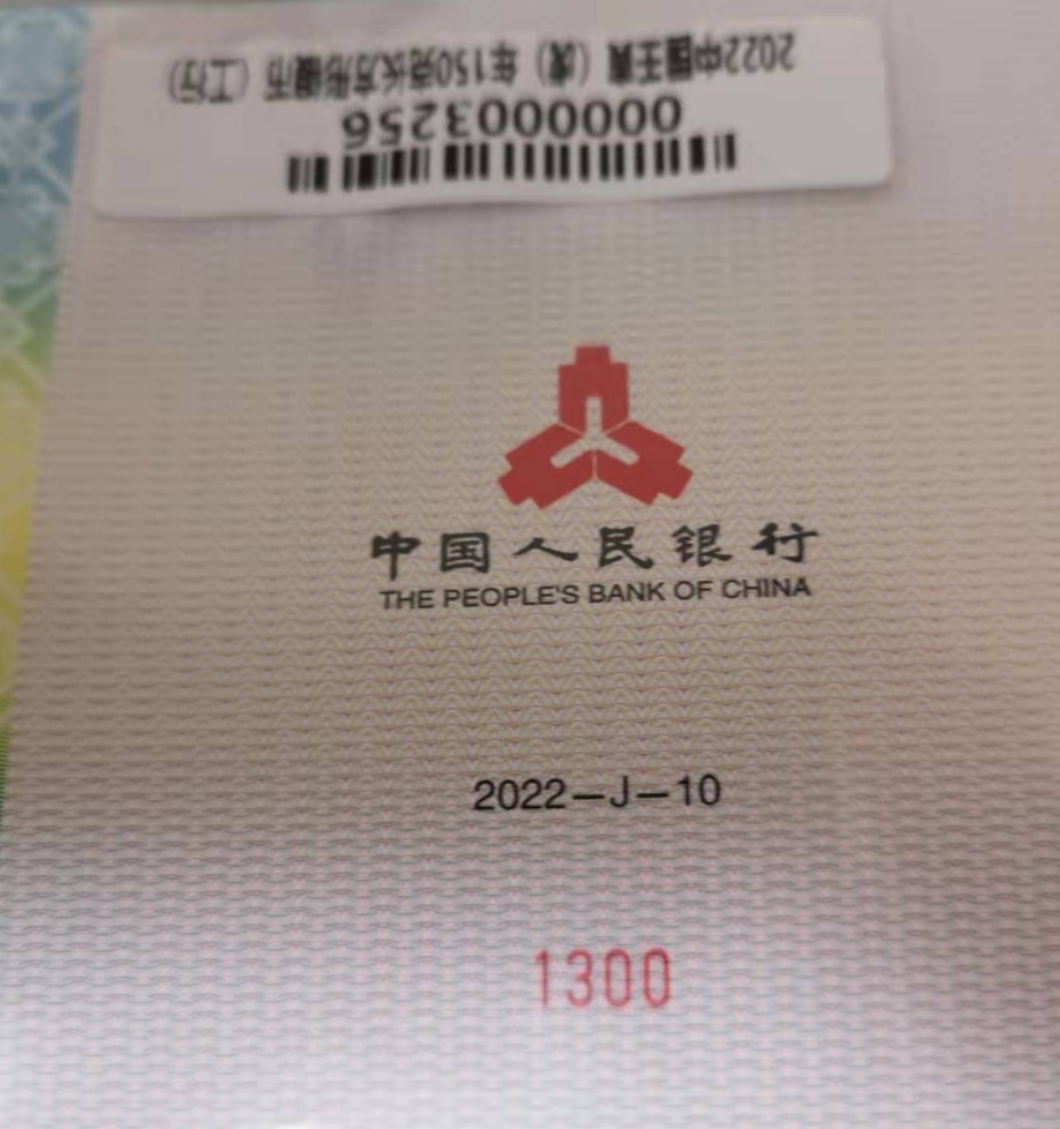 2022中国壬寅（虎）年150克长方形银币（工行）
0000003256
中国人民银行
THE PEOPLE'S BANK OF CHINA
2022—J—10
1300